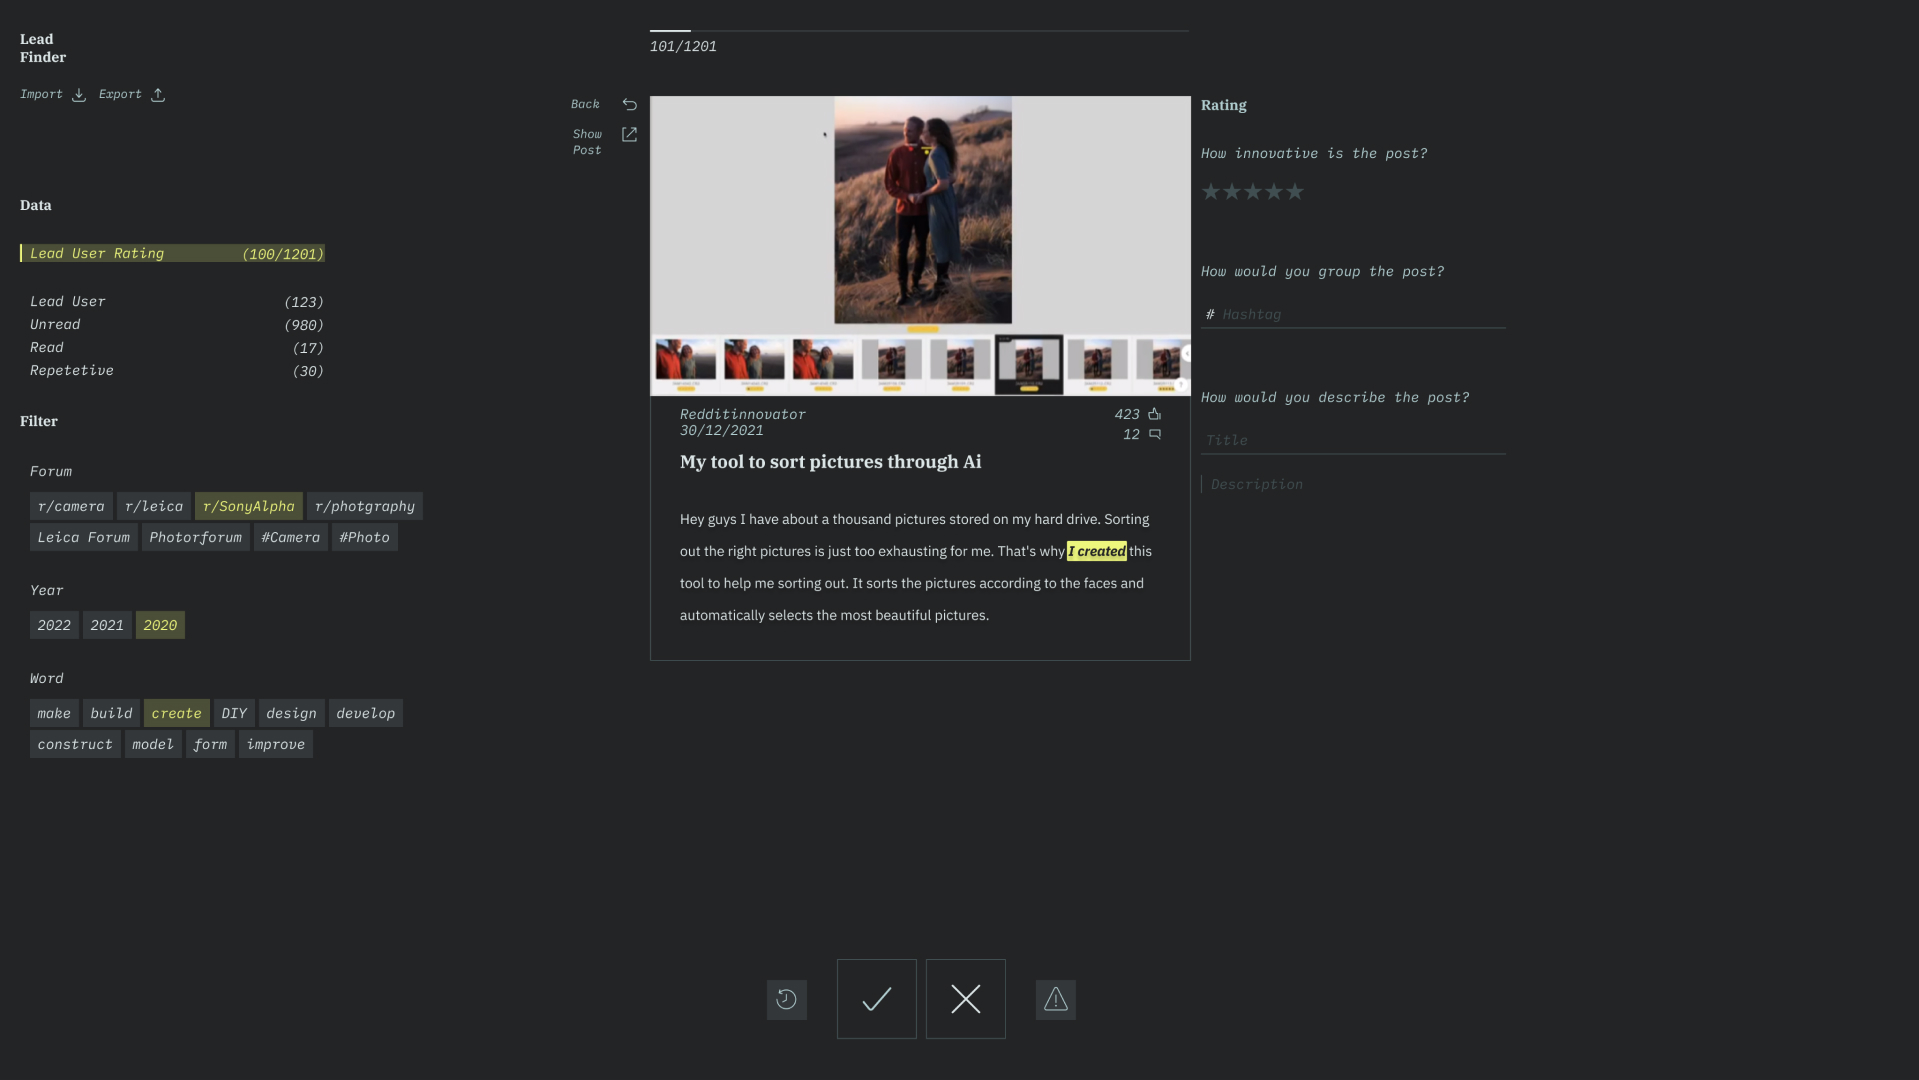 Lead
Finder
Import Export
Data
Lead User Rating (100/1201)
Lead User (123)
Unread (980)
Read (17)
Repetetive (30)
Filter
Forum
r/camera r/leica r/SonyAlpha r/photgraphy
Leica Forum Photorforum #Camera #Photo
Year
2022 2021 2020
Word
make build create DIY design develop
construct model form improve
101/1201
Back
Show
Post
Redditinnovator 423
30/12/2021 12
My tool to sort pictures through Ai
Hey guys I have about a thousand pictures stored on my hard drive. Sorting
out the right pictures is just too exhausting for me. That's why I created this
tool to help me sorting out. It sorts the pictures according to the faces and
automatically selects the most beautiful pictures.
Rating
How innovative is the post?
How would you group the post?
# Hashtag
How would you describe the post?
Title
Description